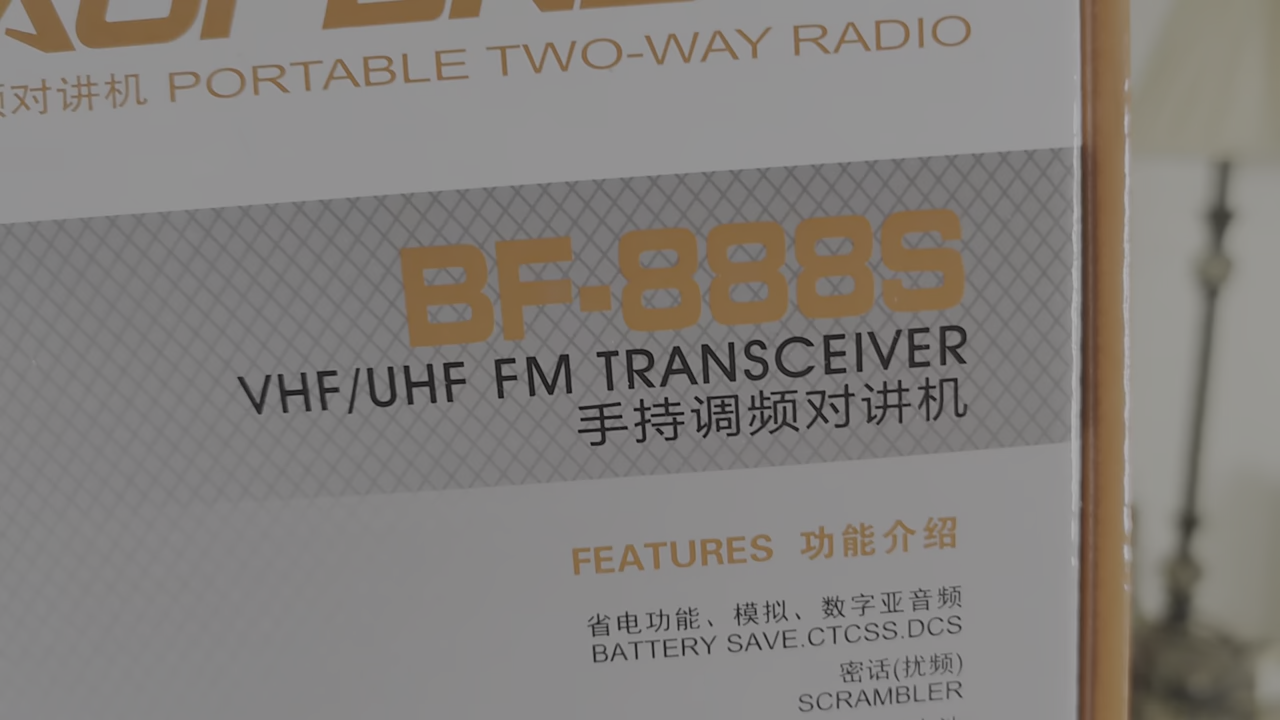 对讲机 PORTABLE TWO-WAY RADIO
BF-888S
VHF/UHF FM TRANSCEIVER
手持调频对讲机
FEATURES 功能介绍
省电功能、模拟、数字亚音频
BATTERY SAVE.CTCSS.DCS
密话(扰频)
SCRAMBLER